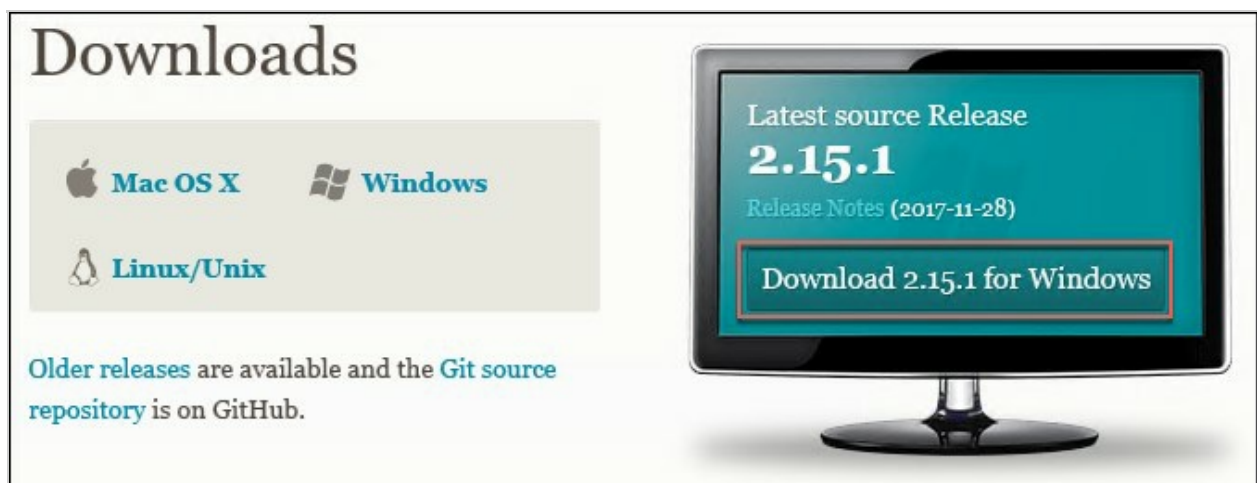 Downloads
Mac OS X
Windows
Linux/Unix
Older releases are available and the Git source
repository is on GitHub.
Latest source Release
2.15.1
Release Notes (2017-11-28)
Download 2.15.1 for Windows